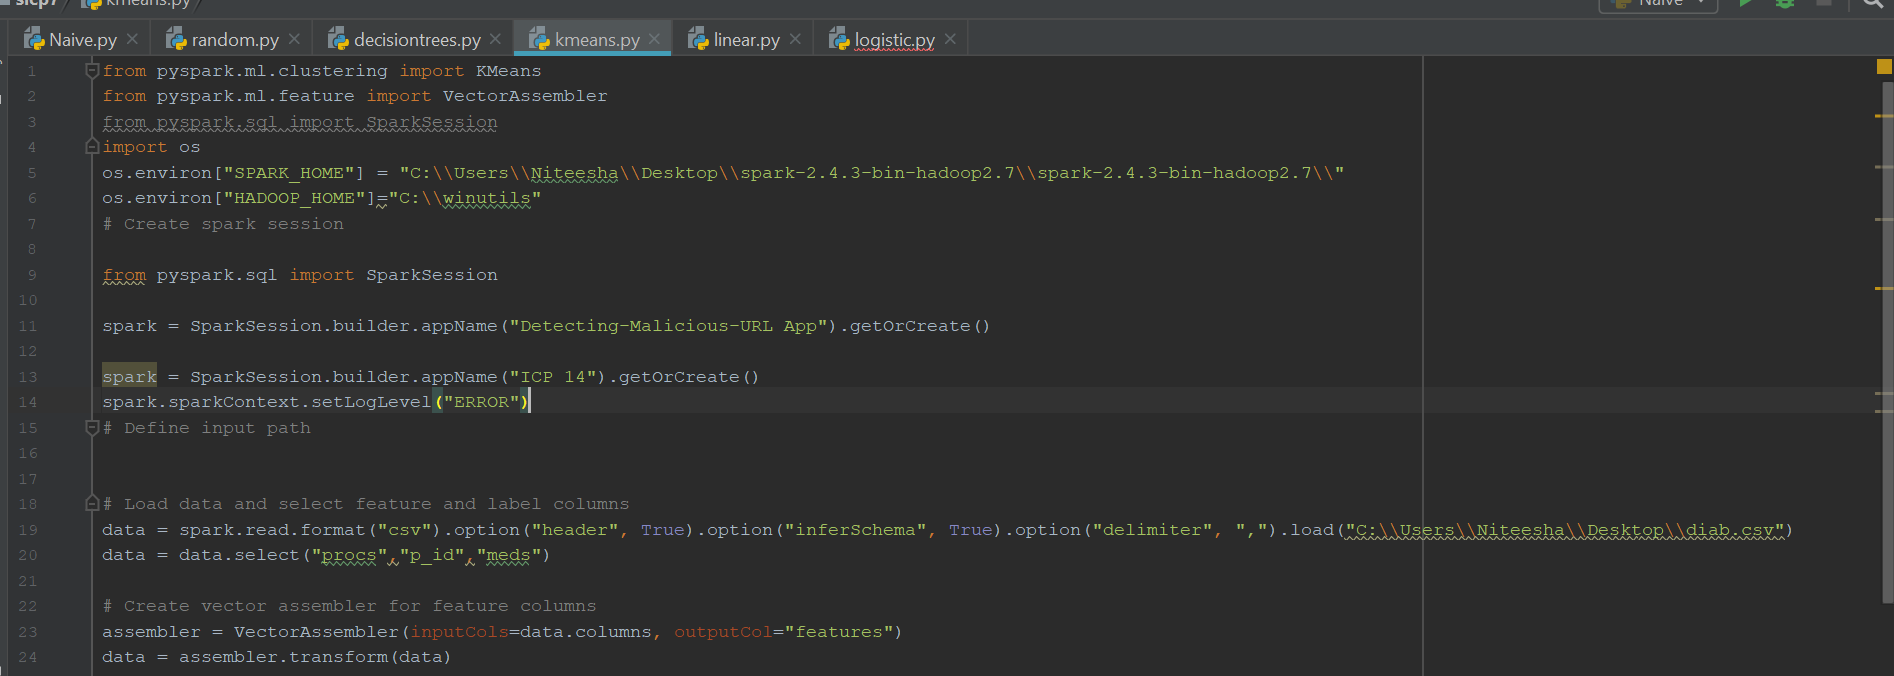 sicp7 kmeans.py Naive
Naive.py random.py decisiontrees.py kmeans.py linear.py logistic.py
1 from pyspark.ml.clustering import KMeans
2 from pyspark.ml.feature import VectorAssembler
3 from pyspark.sql import SparkSession
4 import os
5 os.environ["SPARK_HOME"] = "C:\\Users\\Niteesha\\Desktop\\spark-2.4.3-bin-hadoop2.7\\spark-2.4.3-bin-hadoop2.7\\"
6 os.environ["HADOOP_HOME"]="C:\\winutils"
7 # Create spark session
8
9 from pyspark.sql import SparkSession
10
11 spark = SparkSession.builder.appName("Detecting-Malicious-URL App").getOrCreate()
12
13 spark = SparkSession.builder.appName("ICP 14").getOrCreate()
14 spark.sparkContext.setLogLevel("ERROR")
15 # Define input path
16
17
18 # Load data and select feature and label columns
19 data = spark.read.format("csv").option("header", True).option("inferSchema", True).option("delimiter", ",").load("C:\\Users\\Niteesha\\Desktop\\diab.csv")
20 data = data.select("procs","p_id","meds")
21
22 # Create vector assembler for feature columns
23 assembler = VectorAssembler(inputCols=data.columns, outputCol="features")
24 data = assembler.transform(data)